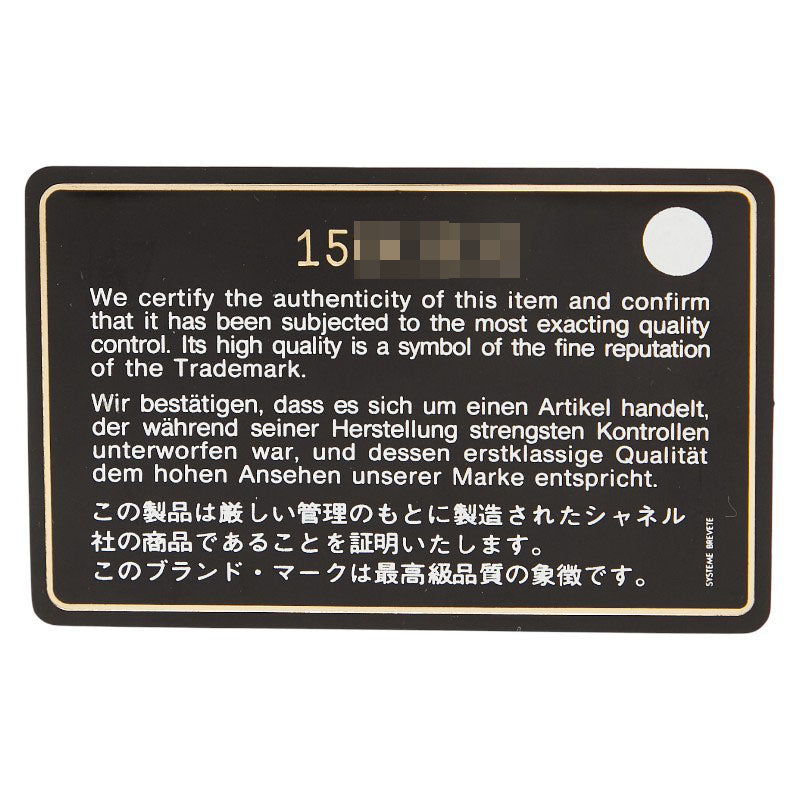 15
We certify the authenticity of this item and confirm
that it has been subjected to the most exacting quality
control. Its high quality is a symbol of the fine reputation
of the Trademark.
Wir bestätigen, dass es sich um einen Artikel handelt,
der während seiner Herstellung strengsten Kontrollen
unterworfen war, und dessen erstklassige Qualität
dem hohen Ansehen unserer Marke entspricht.
この製品は厳しい管理のもとに製造されたシャネル
社の商品であることを証明いたします。
このブランド・マークは最高級品質の象徴です。
SYSTEME BREVETE